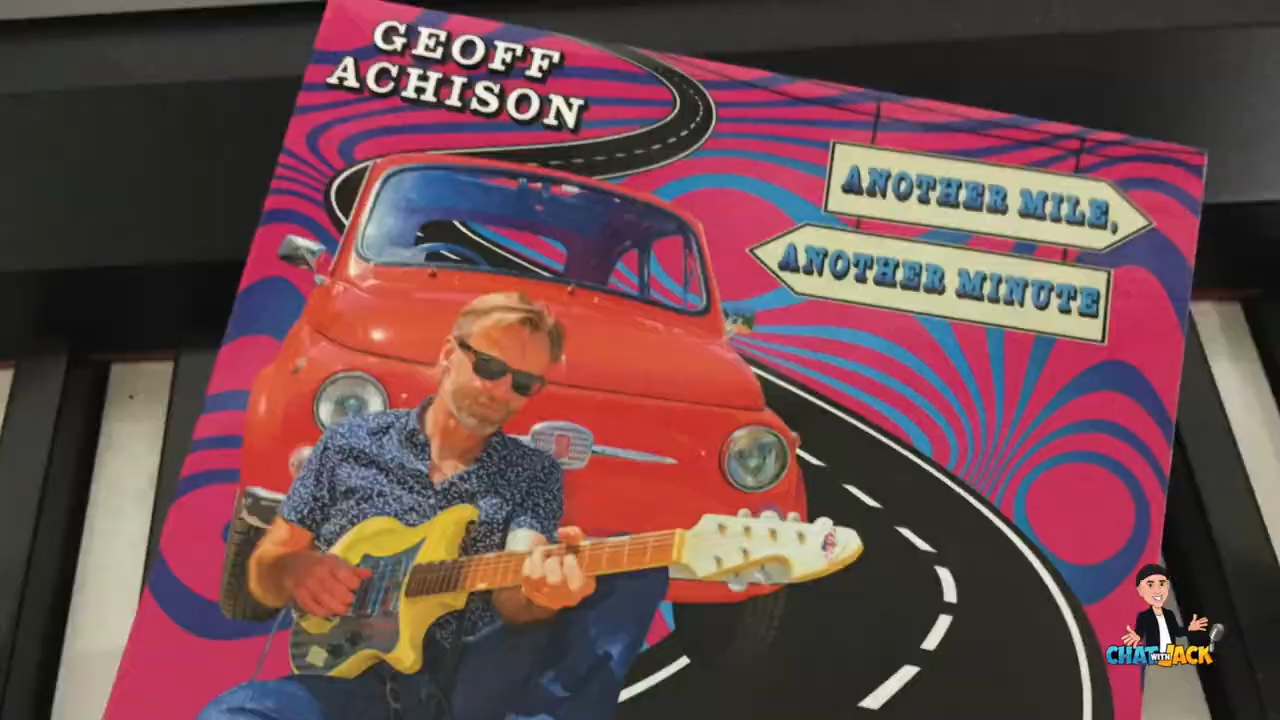 GEOFF
ACHISON
ANOTHER MILE,
ANOTHER MINUTE
CHAT WITH JACK